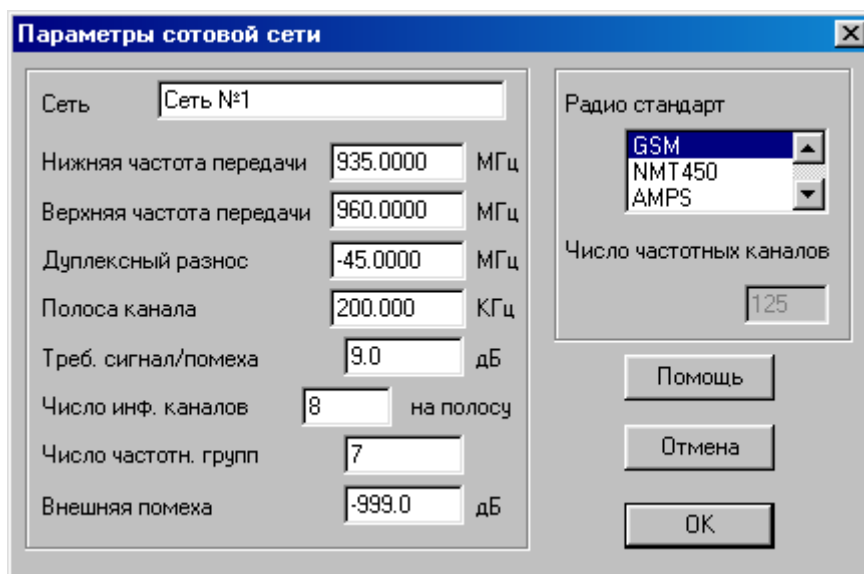 Параметры сотовой сети
Сеть Сеть №1
Нижняя частота передачи 935.0000 МГц
Верхняя частота передачи 960.0000 МГц
Дуплексный разнос -45.0000 МГц
Полоса канала 200.000 КГц
Треб. сигнал/помеха 9.0 дБ
Число инф. каналов 8 на полосу
Число частотн. групп 7
Внешняя помеха -999.0 дБ
Радио стандарт
GSM
NMT450
AMPS
Число частотных каналов
125
Помощь
Отмена
OK